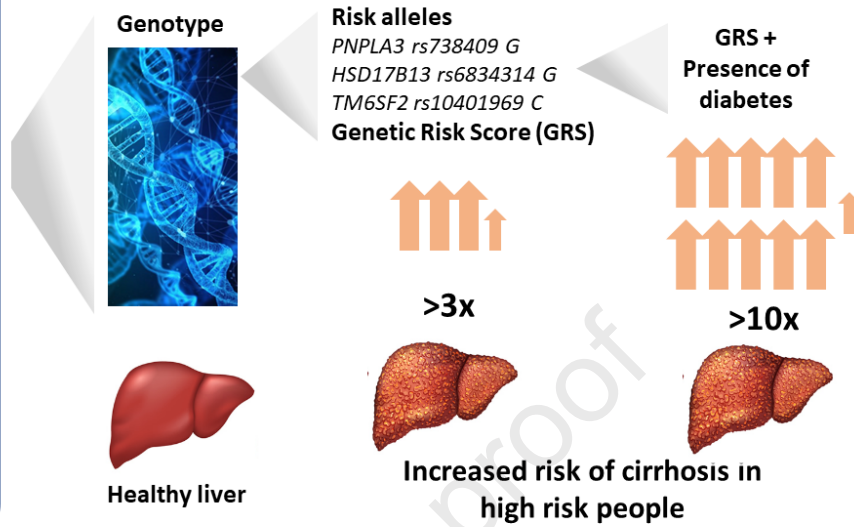 Genotype
Risk alleles
PNPLA3 rs738409 G
HSD17B13 rs6834314 G
TM6SF2 rs10401969 C
Genetic Risk Score (GRS)
GRS +
Presence of
diabetes
>3x
>10x
Healthy liver
Increased risk of cirrhosis in
high risk people
proof